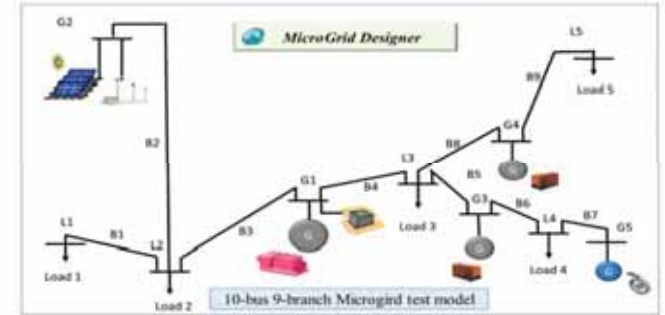 MicroGrid Designer
G2
L5
B9
Load 5
G4
B2
B8
L3
G1
B5
B4
G3
B6
L1
B1
L2
B3
Load 3
L4
B7
G5
G
G
G
G
Load 1
Load 4
Load 2
10-bus 9-branch Microgird test model